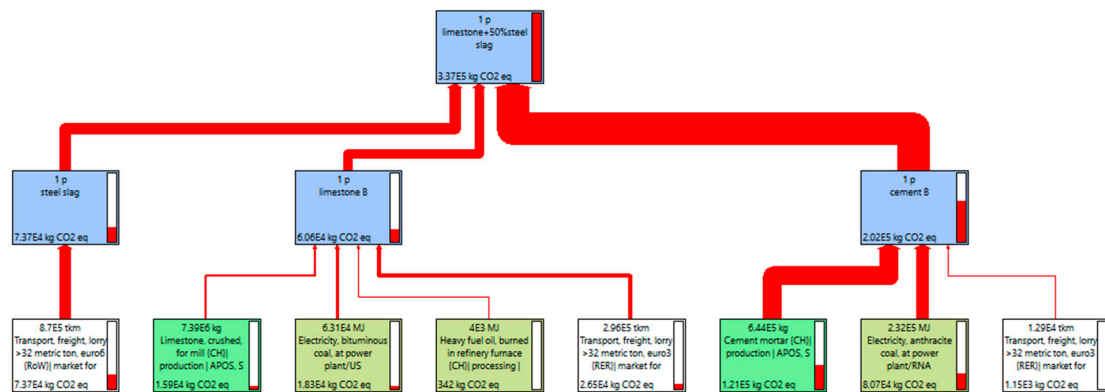 1 p
limestone+50%steel
slag
3.37E5 kg CO2 eq
1 p
steel slag
7.37E4 kg CO2 eq
1 p
limestone B
6.06E4 kg CO2 eq
1 p
cement B
2.02E5 kg CO2 eq
8.7E5 tkm
Transport, freight, lorry
>32 metric ton, euro6
{RoW}| market for
7.37E4 kg CO2 eq
7.39E6 kg
Limestone, crushed,
for mill {CH}|
production | APOS, S
1.59E4 kg CO2 eq
6.31E4 MJ
Electricity, bituminous
coal, at power
plant/US
1.83E4 kg CO2 eq
4E3 MJ
Heavy fuel oil, burned
in refinery furnace
{CH}| processing |
342 kg CO2 eq
2.96E5 tkm
Transport, freight, lorry
>32 metric ton, euro3
{RER}| market for
2.65E4 kg CO2 eq
6.44E5 kg
Cement mortar {CH}|
production | APOS, S
1.21E5 kg CO2 eq
2.32E5 MJ
Electricity, anthracite
coal, at power
plant/RNA
8.07E4 kg CO2 eq
1.29E4 tkm
Transport, freight, lorry
>32 metric ton, euro3
{RER}| market for
1.15E3 kg CO2 eq